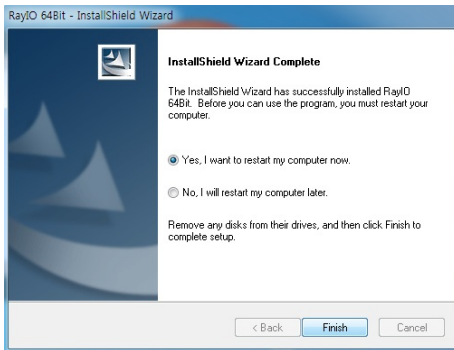 RayIO 64Bit - InstallShield Wizard
InstallShield Wizard Complete
The InstallShield Wizard has successfully installed RayIO
64Bit. Before you can use the program, you must restart your
computer.
Yes, I want to restart my computer now.
No, I will restart my computer later.
Remove any disks from their drives, and then click Finish to
complete setup.
< Back
Finish
Cancel